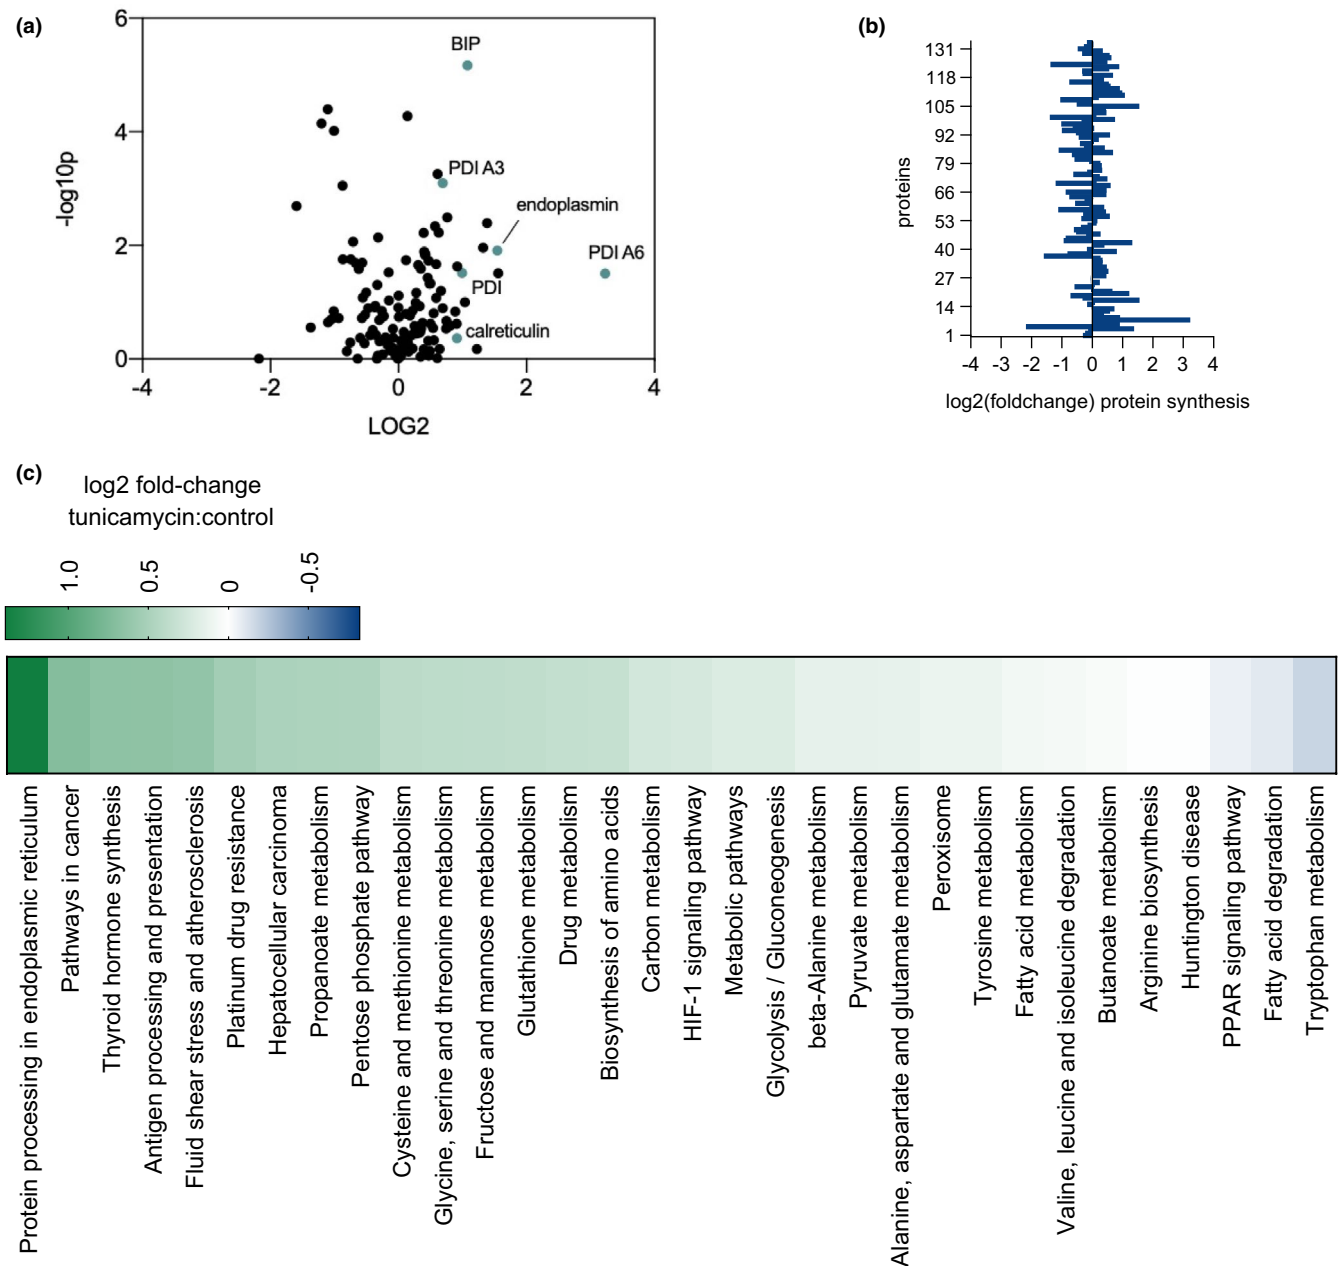 (a)
6
4
2
0
-log10p
-4
-2
0
2
4
LOG2
BIP
PDI A3
endoplasmin
PDI A6
PDI
calreticulin
(b)
131
118
105
92
79
66
53
40
27
14
1
proteins
-4 -3 -2 -1 0 1 2 3 4
log2(foldchange) protein synthesis
(c)
log2 fold-change
tunicamycin:control
1.0
0.5
0
-0.5
Protein processing in endoplasmic reticulum
Pathways in cancer
Thyroid hormone synthesis
Antigen processing and presentation
Fluid shear stress and atherosclerosis
Platinum drug resistance
Hepatocellular carcinoma
Propanoate metabolism
Pentose phosphate pathway
Cysteine and methionine metabolism
Glycine, serine and threonine metabolism
Fructose and mannose metabolism
Glutathione metabolism
Drug metabolism
Biosynthesis of amino acids
Carbon metabolism
HIF-1 signaling pathway
Metabolic pathways
Glycolysis / Gluconeogenesis
beta-Alanine metabolism
Pyruvate metabolism
Alanine, aspartate and glutamate metabolism
Peroxisome
Tyrosine metabolism
Fatty acid metabolism
Valine, leucine and isoleucine degradation
Butanoate metabolism
Arginine biosynthesis
Huntington disease
PPAR signaling pathway
Fatty acid degradation
Tryptophan metabolism